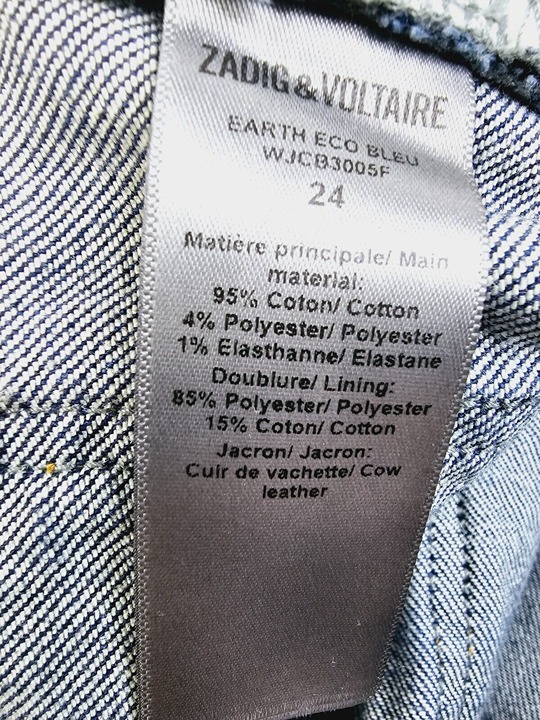 ZADIG&VOLTAIRE
EARTH ECO BLEU
WJCB3005F
24
Matière principale/ Main
material:
95% Coton/ Cotton
4% Polyester/ Polyester
1% Elasthanne/ Elastane
Doublure/ Lining:
85% Polyester/ Polyester
15% Coton/ Cotton
Jacron/ Jacron:
Cuir de vachette/ Cow
leather